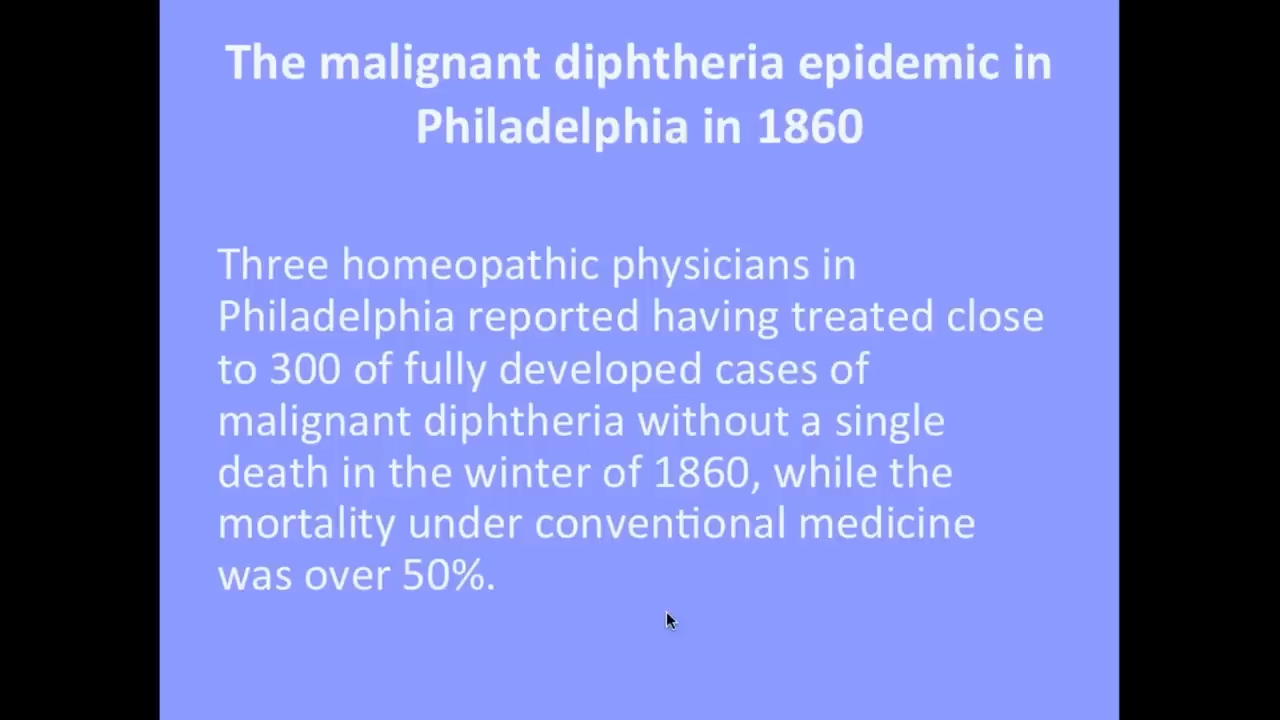 The malignant diphtheria epidemic in
Philadelphia in 1860
Three homeopathic physicians in
Philadelphia reported having treated close
to 300 of fully developed cases of
malignant diphtheria without a single
death in the winter of 1860, while the
mortality under conventional medicine
was over 50%.